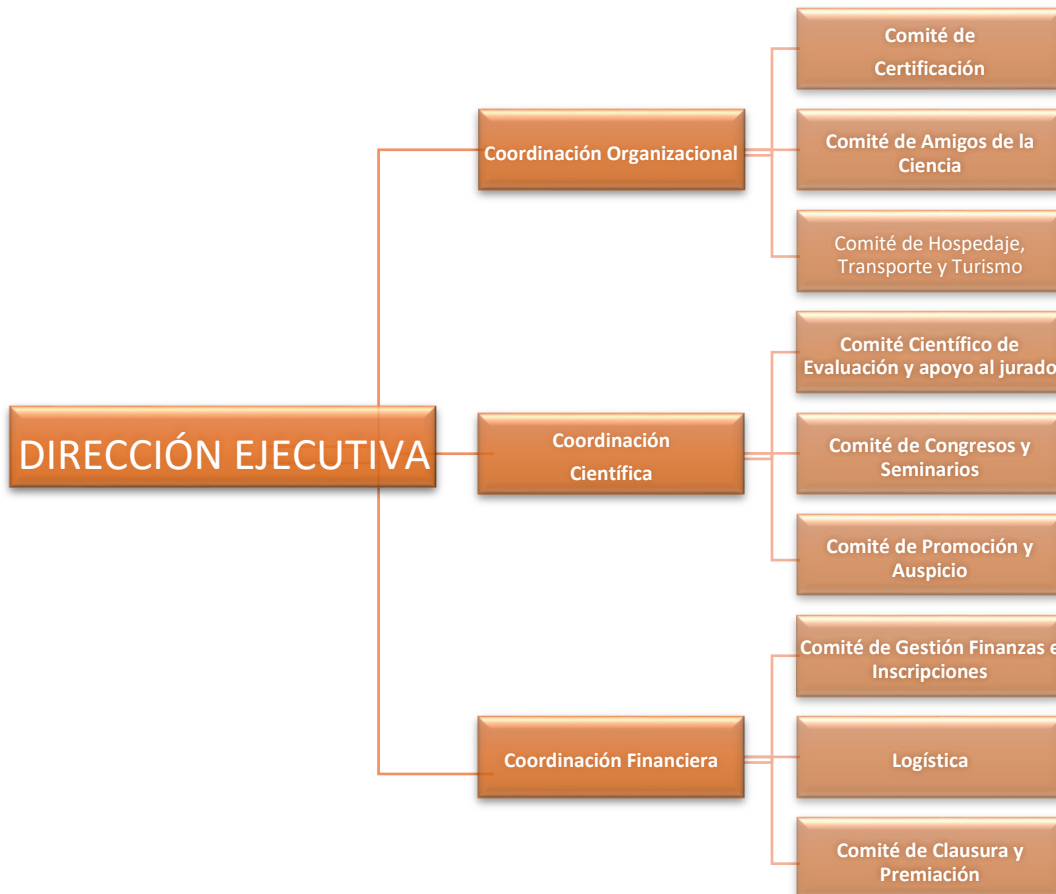 DIRECCIÓN EJECUTIVA
Coordinación Organizacional
Comité de
Certificación
Comité de Amigos de la
Ciencia
Comité de Hospedaje,
Transporte y Turismo
Coordinación
Científica
Comité Científico de
Evaluación y apoyo al jurado
Comité de Congresos y
Seminarios
Comité de Promoción y
Auspicio
Coordinación Financiera
Comité de Gestión Finanzas e
Inscripciones
Logística
Comité de Clausura y
Premiación